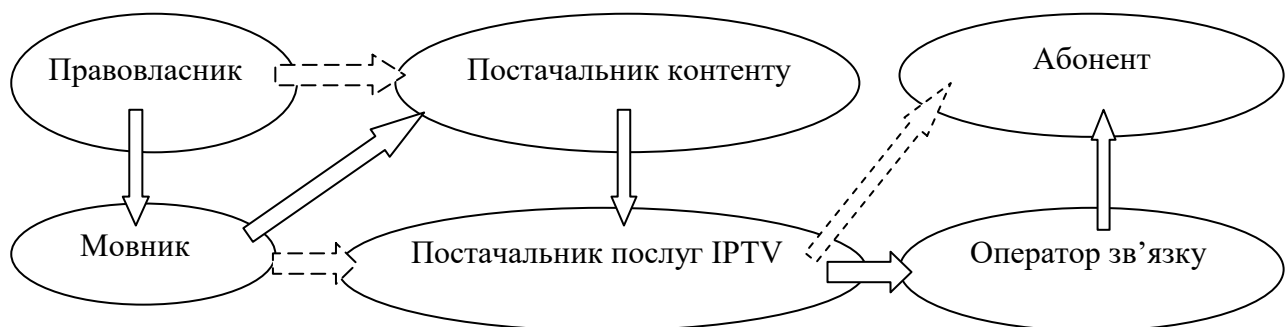 Правовласник
Постачальник контенту
Абонент
Мовник
Постачальник послуг IPTV
Оператор зв’язку